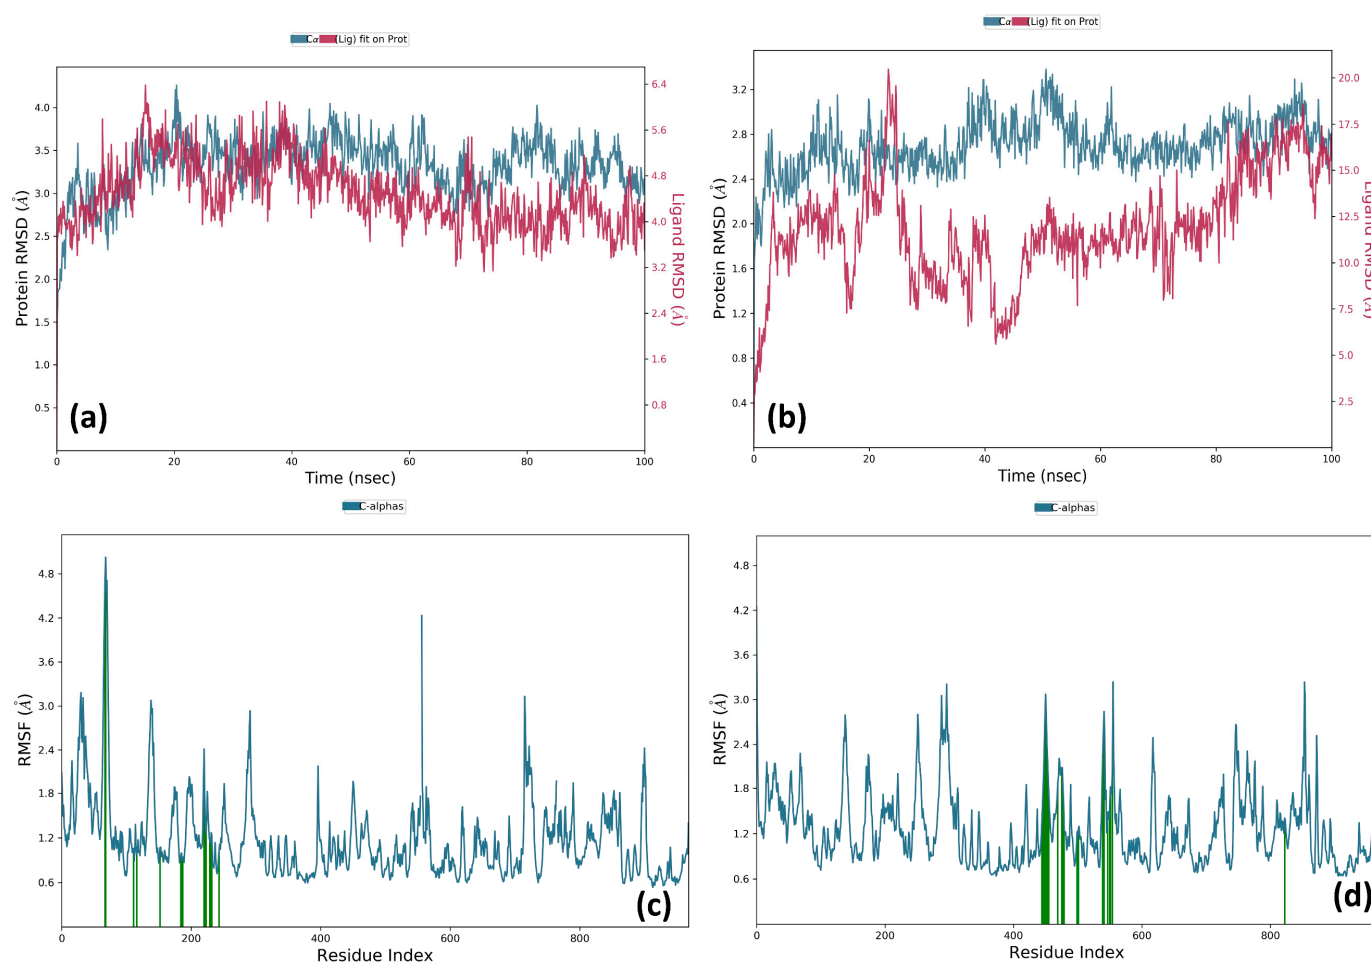 Cα (Lig) fit on Prot
Protein RMSD (Å)
4.0
3.5
3.0
2.5
2.0
1.5
1.0
0.5
6.4
5.6
4.8
4.0
3.2
2.4
1.6
0.8
Ligand RMSD (Å)
(a)
0 20 40 60 80 100
Time (nsec)
Cα (Lig) fit on Prot
Protein RMSD (Å)
3.2
2.8
2.4
2.0
1.6
1.2
0.8
0.4
20.0
17.5
15.0
12.5
10.0
7.5
5.0
2.5
Ligand RMSD (Å)
(b)
0 20 40 60 80 100
Time (nsec)
C-alphas
RMSF (Å)
4.8
4.2
3.6
3.0
2.4
1.8
1.2
0.6
(c)
0 200 400 600 800
Residue Index
C-alphas
RMSF (Å)
4.8
4.2
3.6
3.0
2.4
1.8
1.2
0.6
(d)
0 200 400 600 800
Residue Index